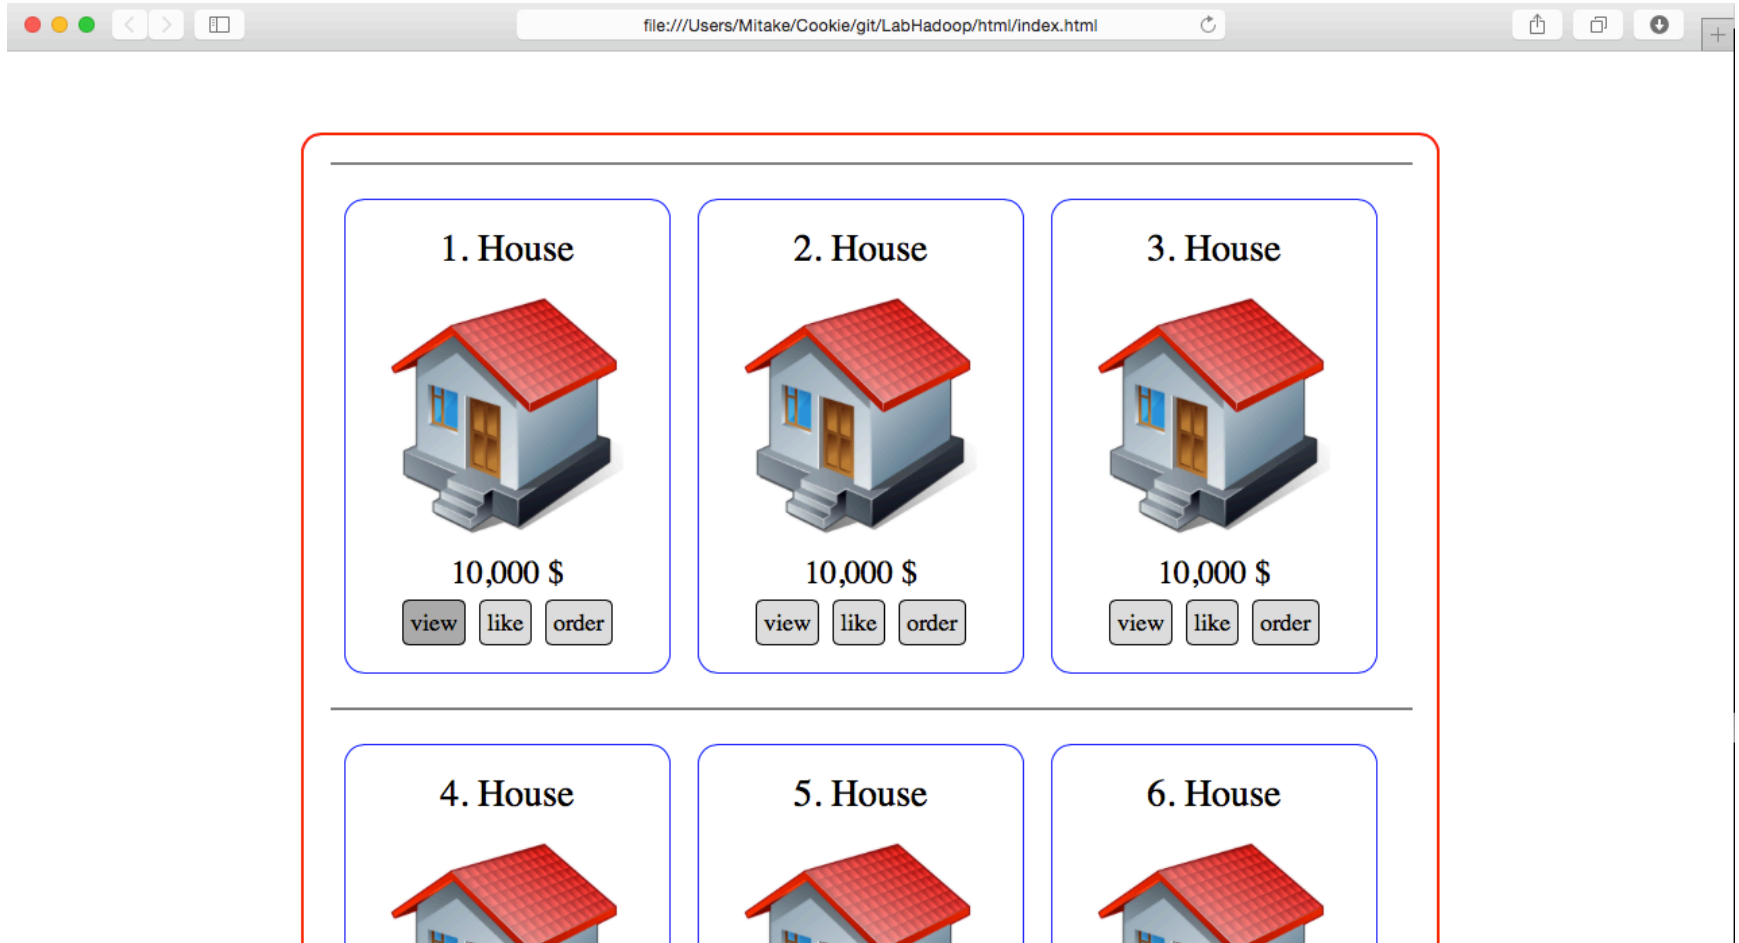 file:///Users/Mitake/Cookie/git/LabHadoop/html/index.html
1. House
2. House
3. House
10,000 $
10,000 $
10,000 $
view like order
view like order
view like order
4. House
5. House
6. House